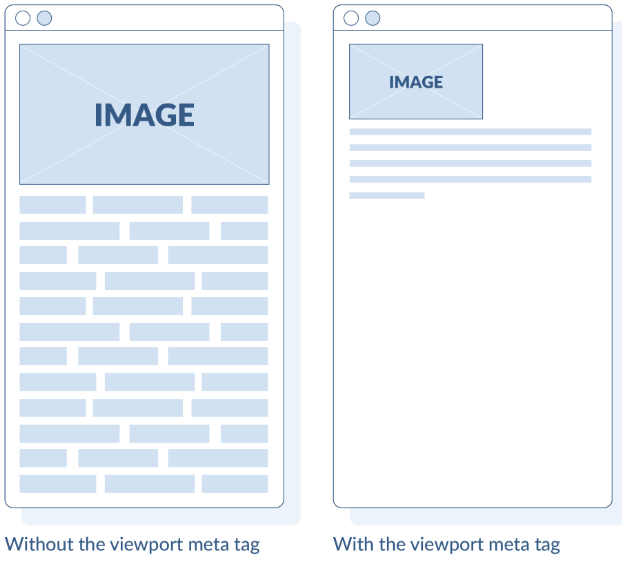 IMAGE
IMAGE
Without the viewport meta tag
With the viewport meta tag